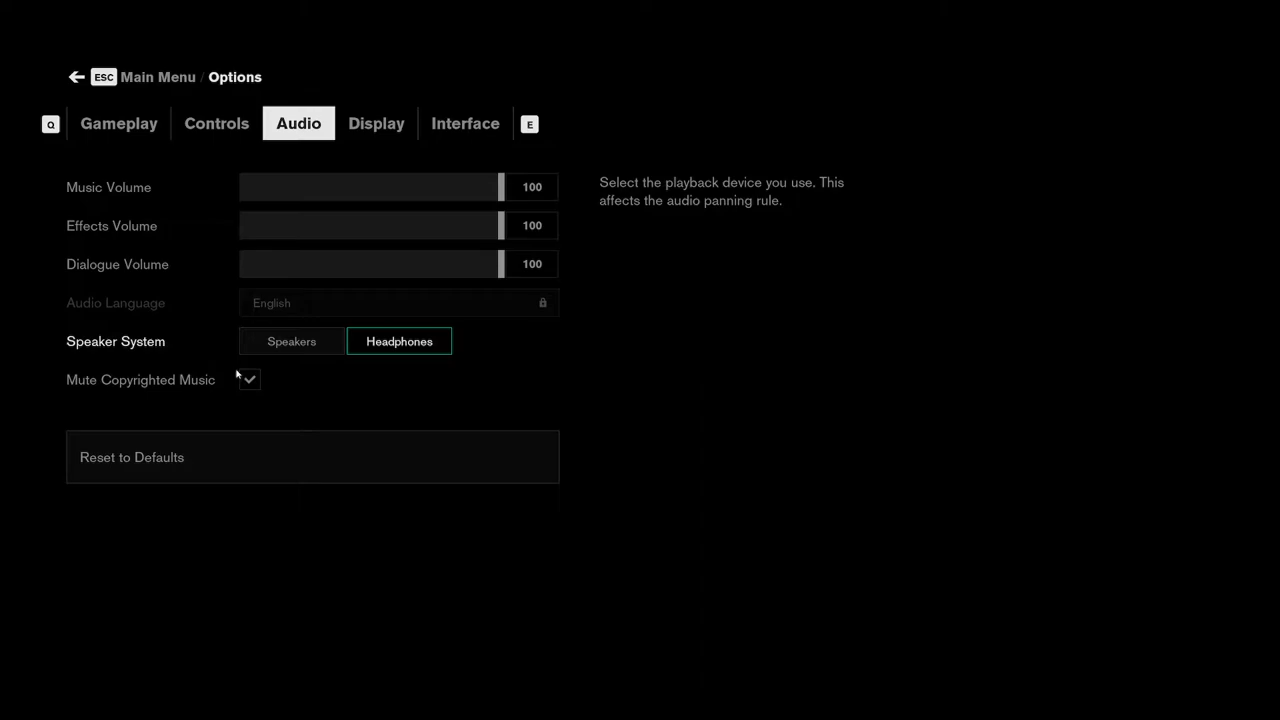 ESC Main Menu / Options
Q Gameplay Controls Audio Display Interface E
Music Volume 100
Select the playback device you use. This
affects the audio panning rule.
Effects Volume 100
Dialogue Volume 100
Audio Language English
Speaker System Speakers Headphones
Mute Copyrighted Music
Reset to Defaults